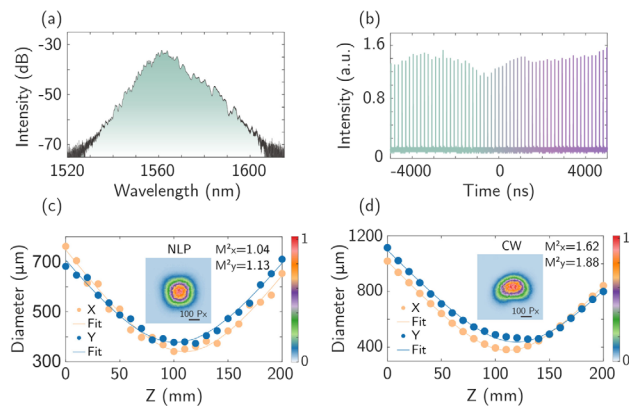 (a)
-30
-50
-70
Intensity (dB)
1520
1560
1600
Wavelength (nm)
(b)
1.6
1.2
0.8
0
Intensity (a.u.)
-4000
0
4000
Time (ns)
(c)
700
500
300
Diameter (μm)
NLP
M²x=1.04
M²y=1.13
100 Px
X
Fit
Y
Fit
0
50
100
150
200
Z (mm)
1
0
(d)
1200
800
400
Diameter (μm)
CW
M²x=1.62
M²y=1.88
100 Px
X
Fit
Y
Fit
0
50
100
150
200
Z (mm)
1
0